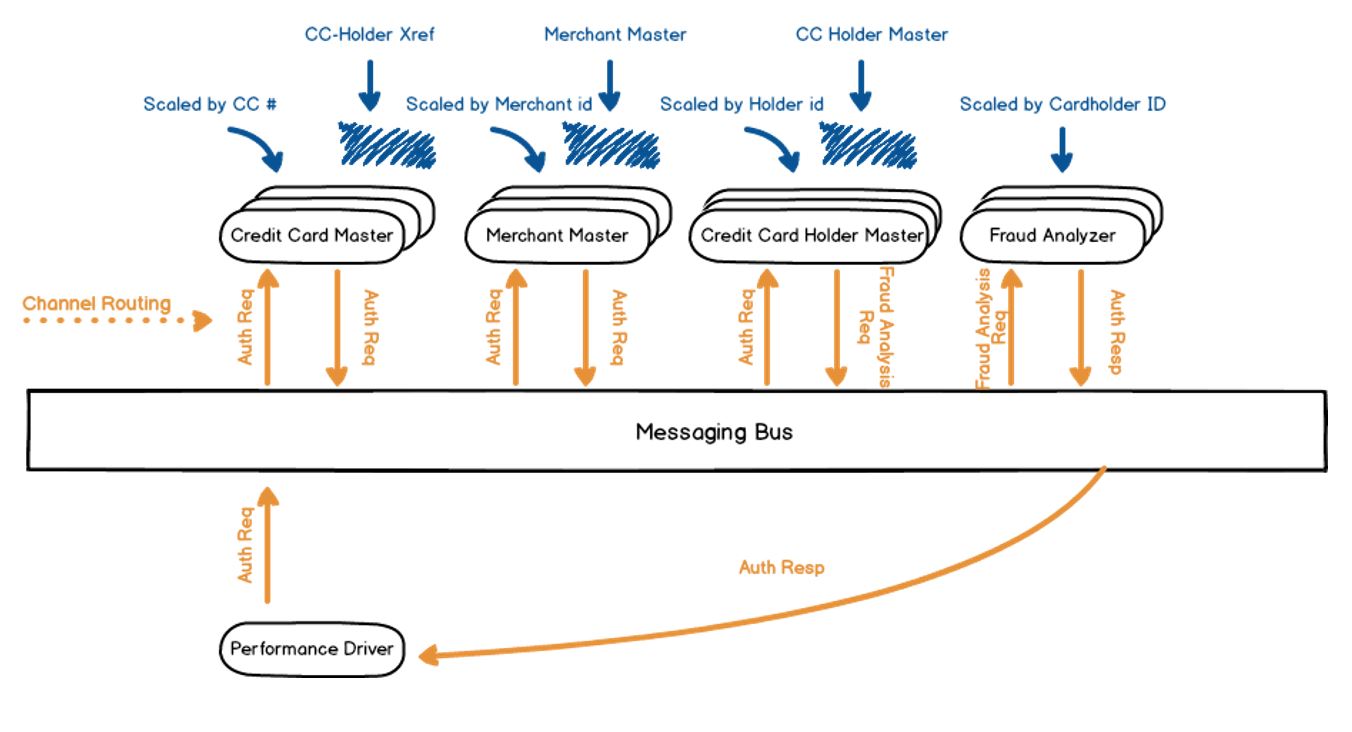 CC-Holder Xref
Merchant Master
CC Holder Master
Scaled by CC #
Scaled by Merchant id
Scaled by Holder id
Scaled by Cardholder ID
Credit Card Master
Merchant Master
Credit Card Holder Master
Fraud Analyzer
Channel Routing
Auth Req
Auth Req
Auth Req
Auth Req
Auth Req
Fraud Analysis
Req
Fraud Analysis
Req
Auth Resp
Messaging Bus
Auth Req
Auth Resp
Performance Driver